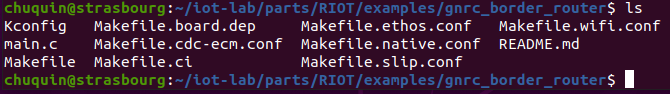 chuquin@strasbourg:~/iot-lab/parts/RIOT/examples/gnrc_border_router$ ls
Kconfig Makefile.board.dep Makefile.ethos.conf Makefile.wifi.conf
main.c Makefile.cdc-ecm.conf Makefile.native.conf README.md
Makefile Makefile.ci Makefile.slip.conf
chuquin@strasbourg:~/iot-lab/parts/RIOT/examples/gnrc_border_router$